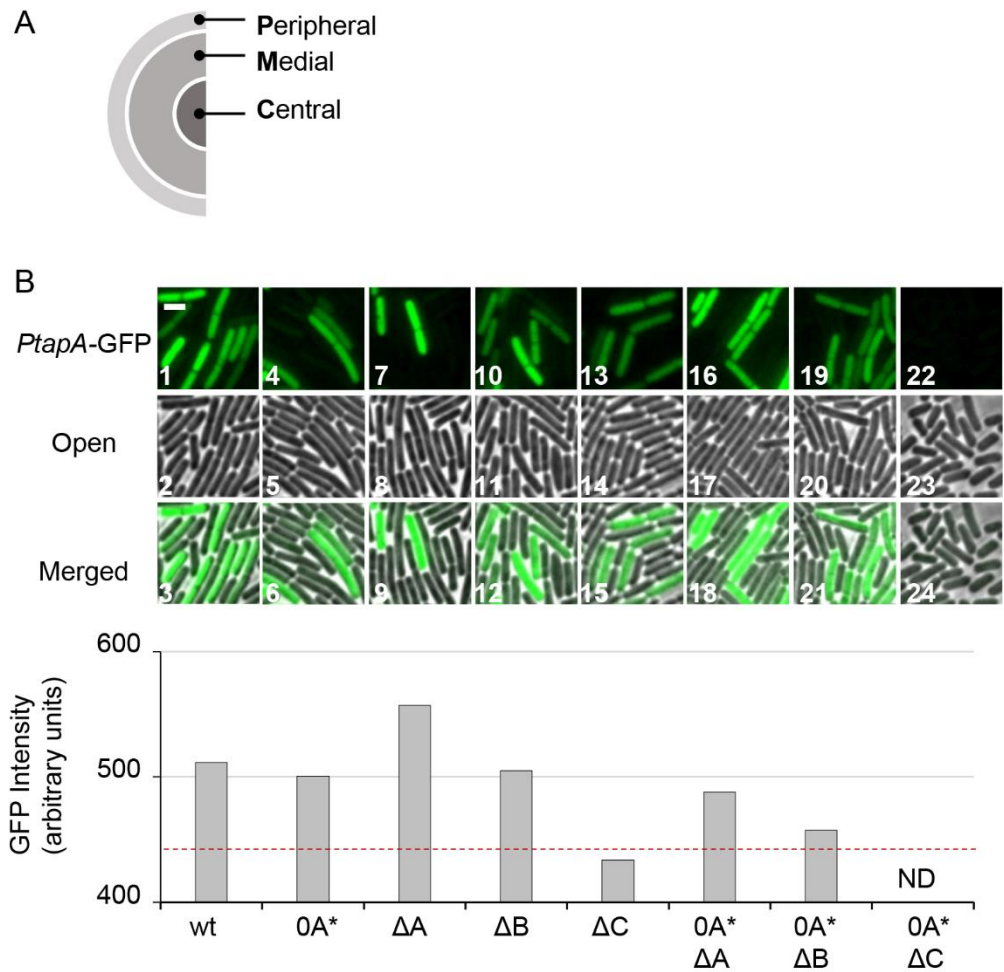 A
Peripheral
Medial
Central
B
PtapA-GFP
1 4 7 10 13 16 19 22
Open
2 5 8 11 14 17 20 23
Merged
3 6 9 12 15 18 21 24
GFP Intensity
(arbitrary units)
600
500
400
ND
wt 0A* ΔA ΔB ΔC 0A* 0A* 0A*
ΔA ΔB ΔC